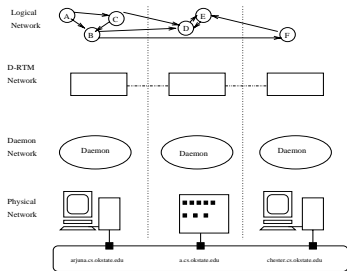 Logical
Network
A
C
E
D
B
F
D-RTM
Network
Daemon
Network
Daemon
Daemon
Daemon
Physical
Network
arjuna.cs.okstate.edu
a.cs.okstate.edu
chester.cs.okstate.edu